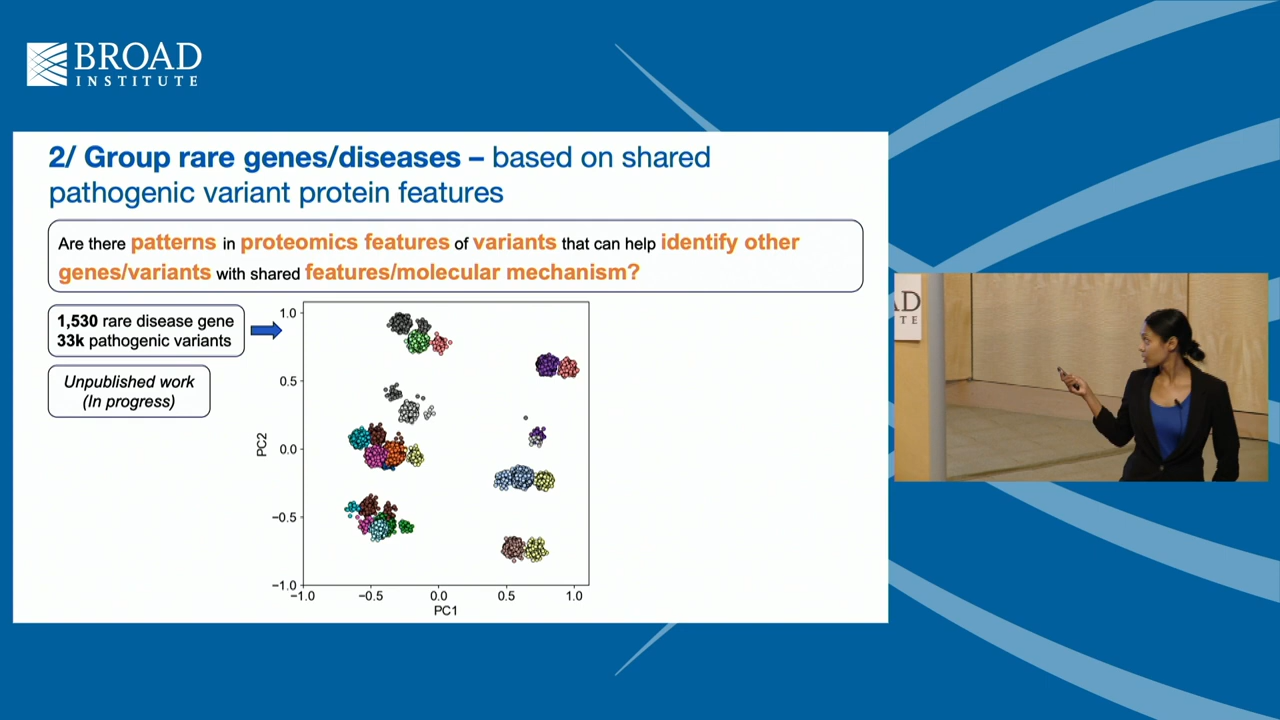 BROAD
INSTITUTE
2/ Group rare genes/diseases – based on shared
pathogenic variant protein features
Are there patterns in proteomics features of variants that can help identify other
genes/variants with shared features/molecular mechanism?
1,530 rare disease gene
33k pathogenic variants
Unpublished work
(In progress)
1.0
0.5
0.0
−0.5
−1.0
PC2
−1.0 −0.5 0.0 0.5 1.0
PC1
AD
TE